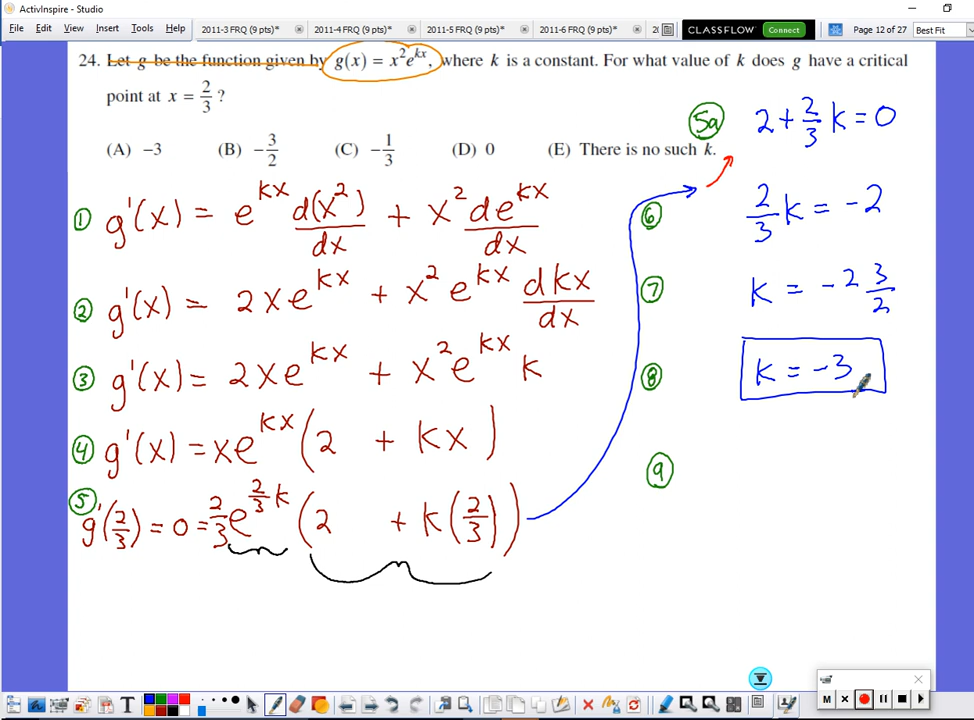 ActivInspire - Studio
File Edit View Insert Tools Help
2011-3 FRQ (9 pts)* 2011-4 FRQ (9 pts)* 2011-5 FRQ (9 pts)* 2011-6 FRQ (9 pts)* CLASSFLOW Page 12 of 27 Best Fit
24. Let g be the function given by g(x) = x²e^{kx}, where k is a constant. For what value of k does g have a critical
point at x = 2/3 ?
(A) −3 (B) −3/2 (C) −1/3 (D) 0 (E) There is no such k.
① g'(x) = e^{kx} d(x²)/dx + x² de^{kx}/dx
② g'(x) = 2xe^{kx} + x² e^{kx} dkx/dx
③ g'(x) = 2xe^{kx} + x²e^{kx} k
④ g'(x) = xe^{kx} (2 + kx)
⑤ g'(2/3) = 0 = 2/3 e^{2/3 k} (2 + k(2/3))
5a 2 + 2/3 k = 0
⑥ 2/3 k = -2
⑦ k = -2 3/2
⑧ k = -3
⑨
M